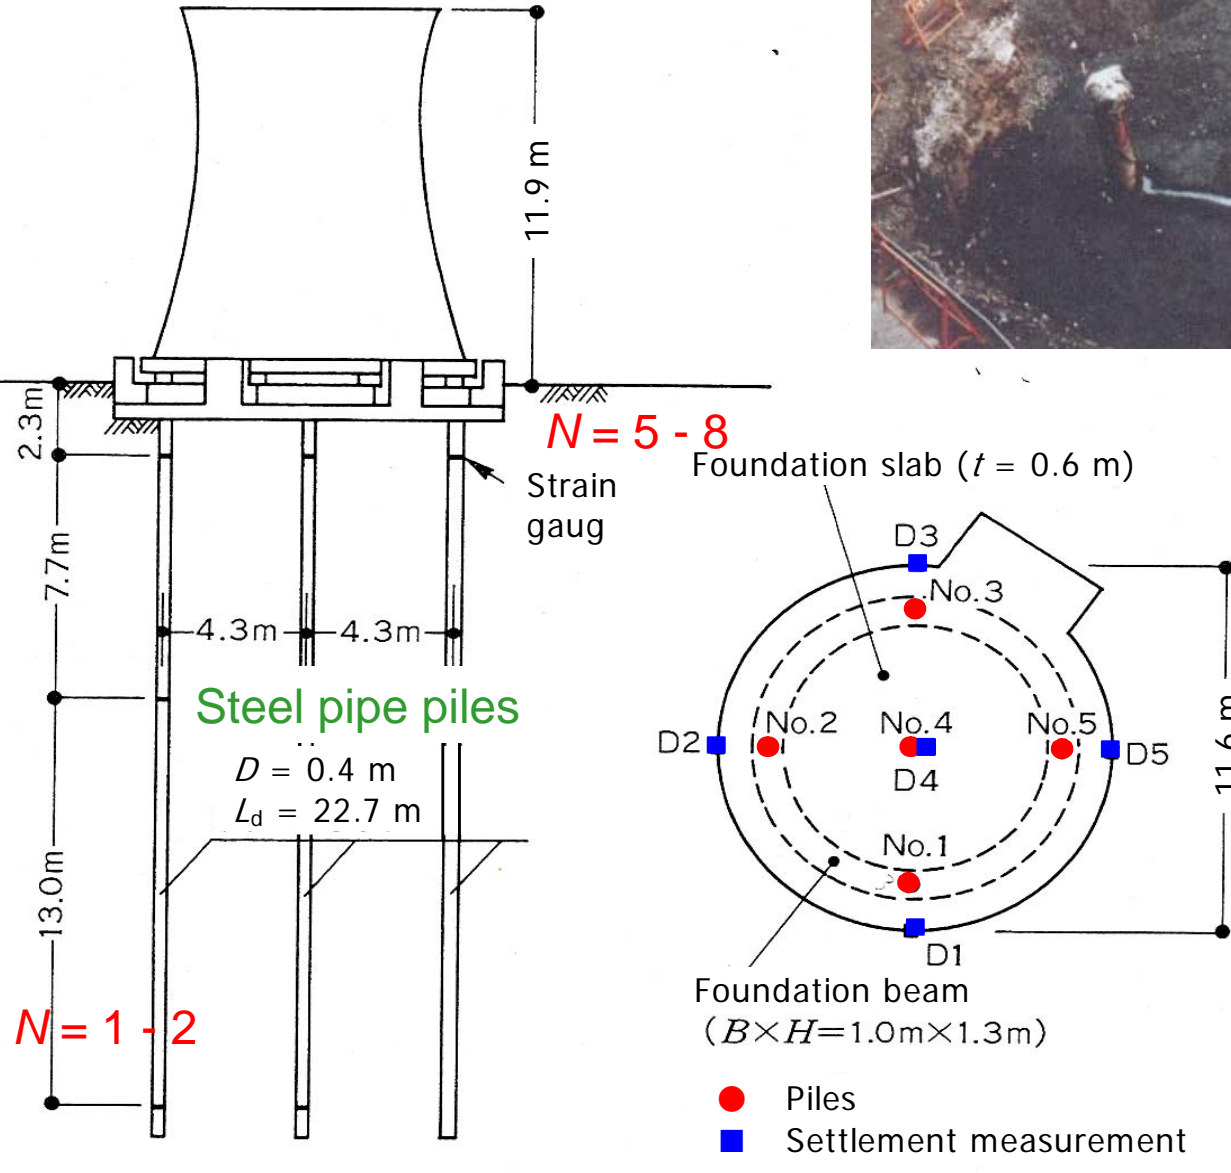 11.9 m
2.3m
N = 5 - 8
Strain
gaug
7.7m
4.3m
4.3m
Steel pipe piles
D = 0.4 m
Ld = 22.7 m
13.0m
N = 1 - 2
Foundation slab (t = 0.6 m)
D3
No.3
No.2
No.4
No.5
D2
D4
D5
11.6 m
No.1
D1
Foundation beam
(B×H=1.0m×1.3m)
Piles
Settlement measurement